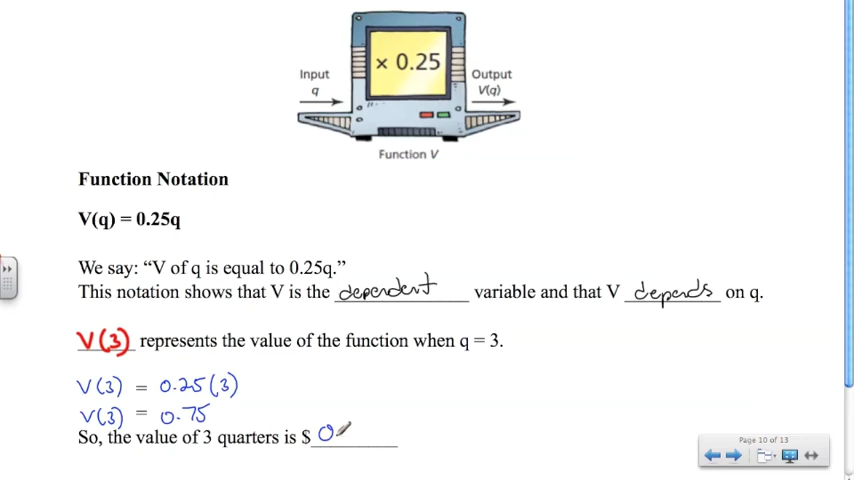 × 0.25
Input
q
Output
V(q)
Function V
Function Notation
V(q) = 0.25q
We say: “V of q is equal to 0.25q.”
This notation shows that V is the dependent variable and that V depends on q.
V(3) represents the value of the function when q = 3.
V(3) = 0.25(3)
V(3) = 0.75
So, the value of 3 quarters is $ 0
Page 10 of 13